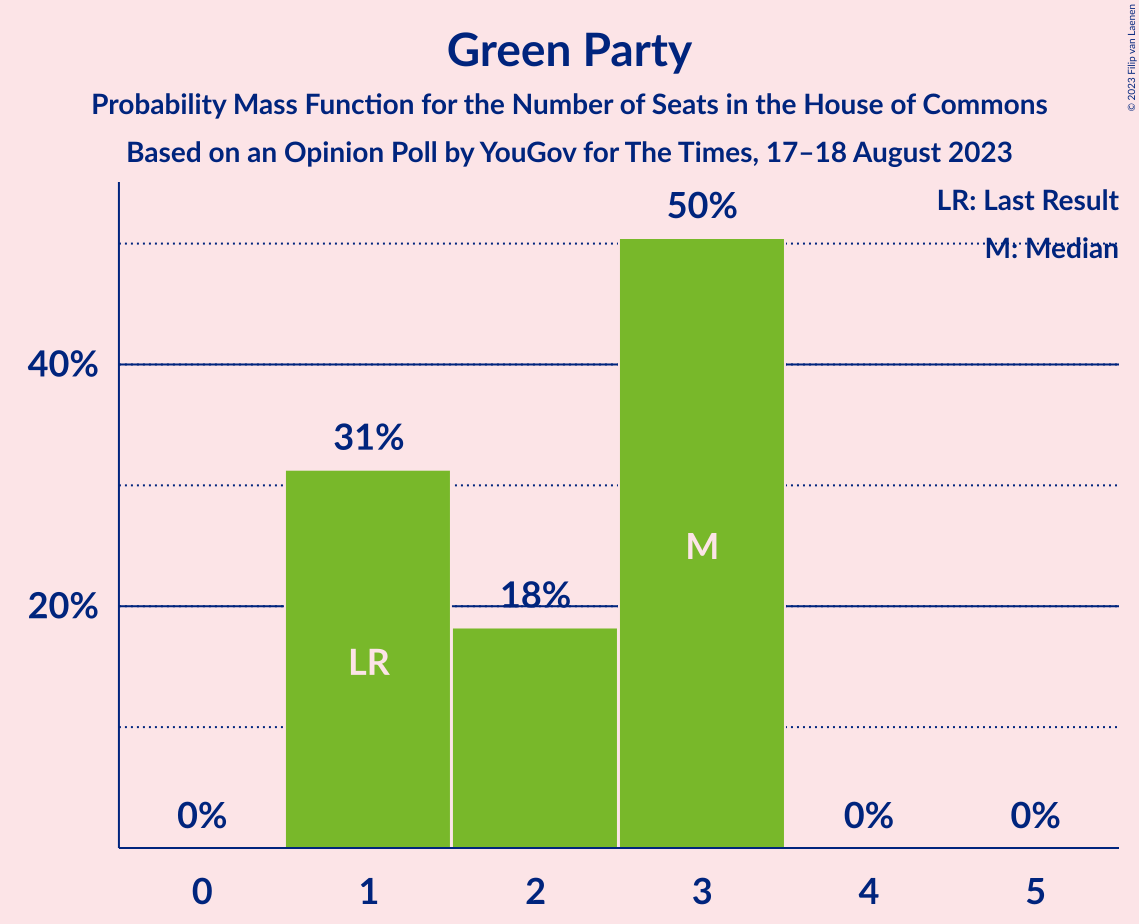 Green Party
Probability Mass Function for the Number of Seats in the House of Commons
Based on an Opinion Poll by YouGov for The Times, 17–18 August 2023
© 2023 Filip van Laenen
LR: Last Result
M: Median
50%
40%
31%
M
20%
18%
LR
0%
0%
0%
0
1
2
3
4
5